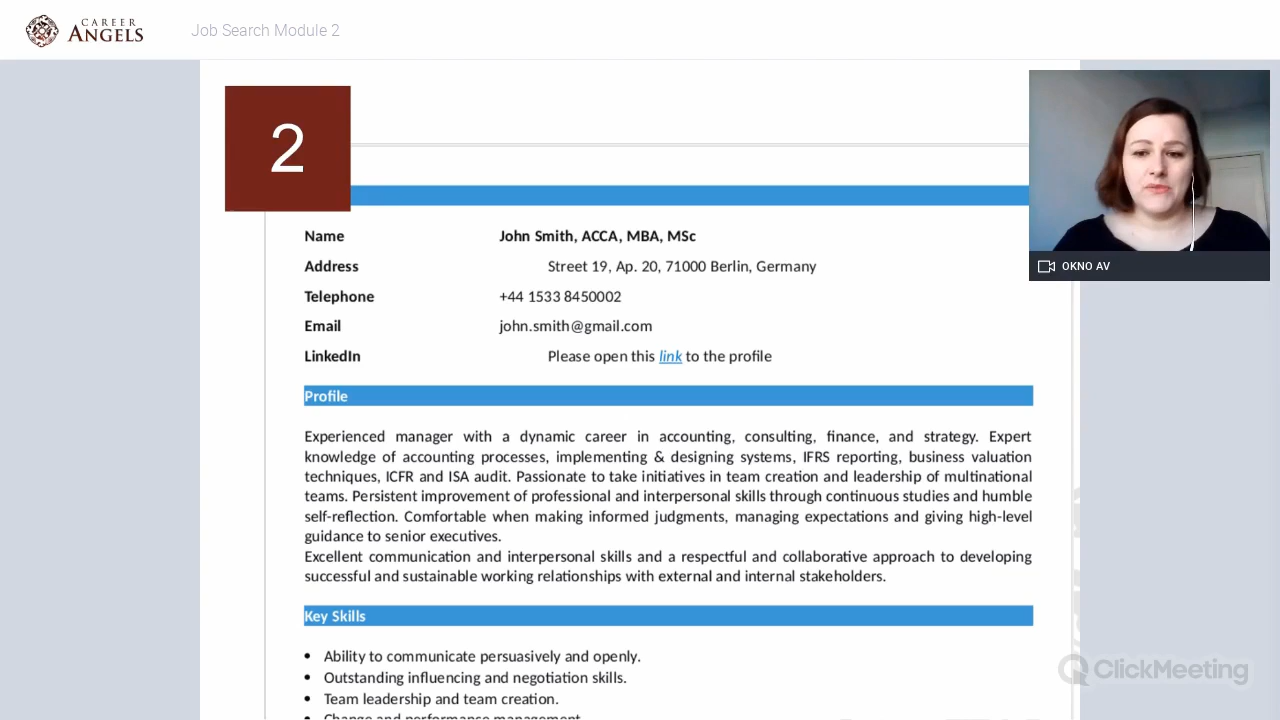 CAREER
ANGELS
Job Search Module 2
2
OKNO AV
Name John Smith, ACCA, MBA, MSc
Address Street 19, Ap. 20, 71000 Berlin, Germany
Telephone +44 1533 8450002
Email john.smith@gmail.com
LinkedIn Please open this link to the profile
Profile
Experienced manager with a dynamic career in accounting, consulting, finance, and strategy. Expert
knowledge of accounting processes, implementing & designing systems, IFRS reporting, business valuation
techniques, ICFR and ISA audit. Passionate to take initiatives in team creation and leadership of multinational
teams. Persistent improvement of professional and interpersonal skills through continuous studies and humble
self-reflection. Comfortable when making informed judgments, managing expectations and giving high-level
guidance to senior executives.
Excellent communication and interpersonal skills and a respectful and collaborative approach to developing
successful and sustainable working relationships with external and internal stakeholders.
Key Skills
• Ability to communicate persuasively and openly.
• Outstanding influencing and negotiation skills.
• Team leadership and team creation.
• Change and performance management
ClickMeeting